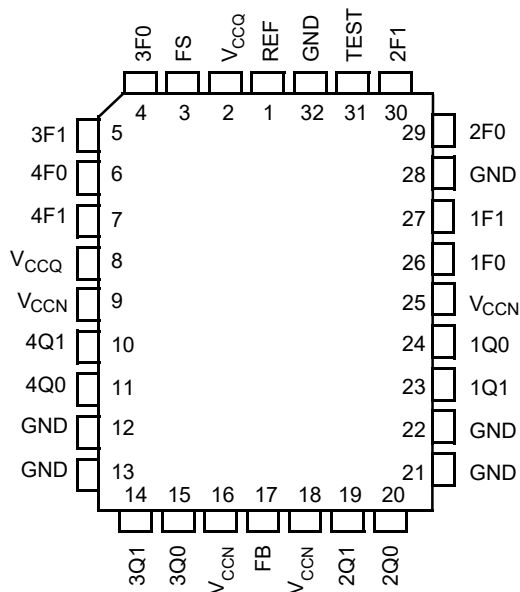 3F0 FS VCCQ REF GND TEST 2F1
4 3 2 1 32 31 30
3F1 5 29 2F0
4F0 6 28 GND
4F1 7 27 1F1
VCCQ 8 26 1F0
VCCN 9 25 VCCN
4Q1 10 24 1Q0
4Q0 11 23 1Q1
GND 12 22 GND
GND 13 21 GND
14 15 16 17 18 19 20
3Q1 3Q0 VCCN FB VCCN 2Q1 2Q0